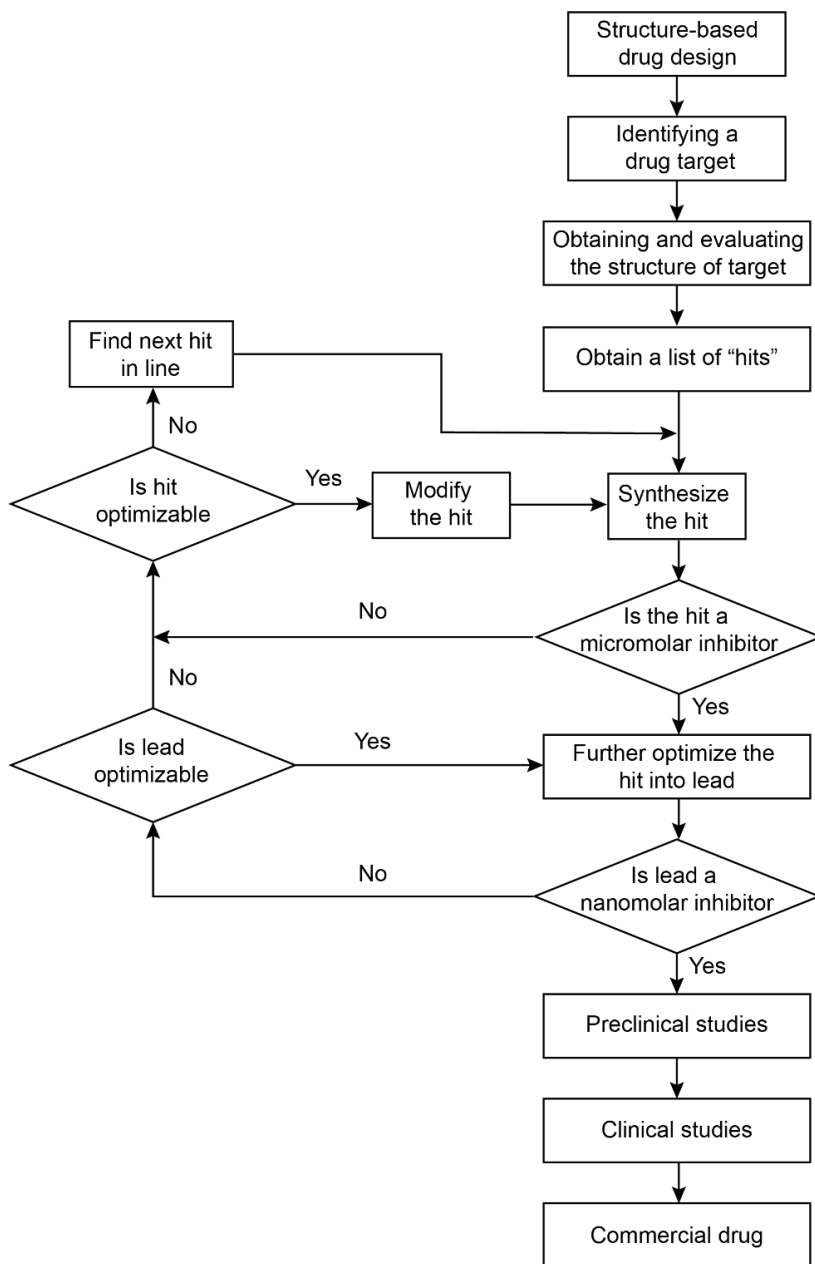 Structure-based
drug design
Identifying a
drug target
Obtaining and evaluating
the structure of target
Find next hit
in line
Obtain a list of “hits”
No
Is hit
optimizable
Yes
Modify
the hit
Synthesize
the hit
No
Is the hit a
micromolar inhibitor
No
Yes
Is lead
optimizable
Yes
Further optimize the
hit into lead
No
Is lead a
nanomolar inhibitor
Yes
Preclinical studies
Clinical studies
Commercial drug